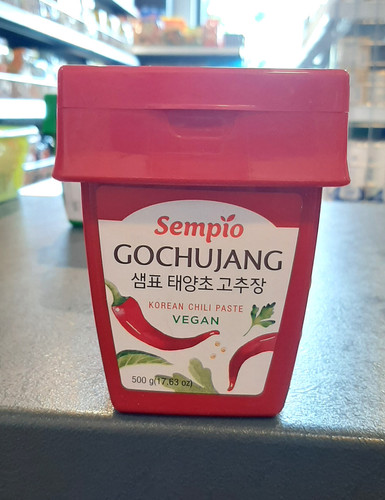 Sempio
GOCHUJANG
샘표 태양초 고추장
KOREAN CHILI PASTE
VEGAN
500 g(17.63 oz)